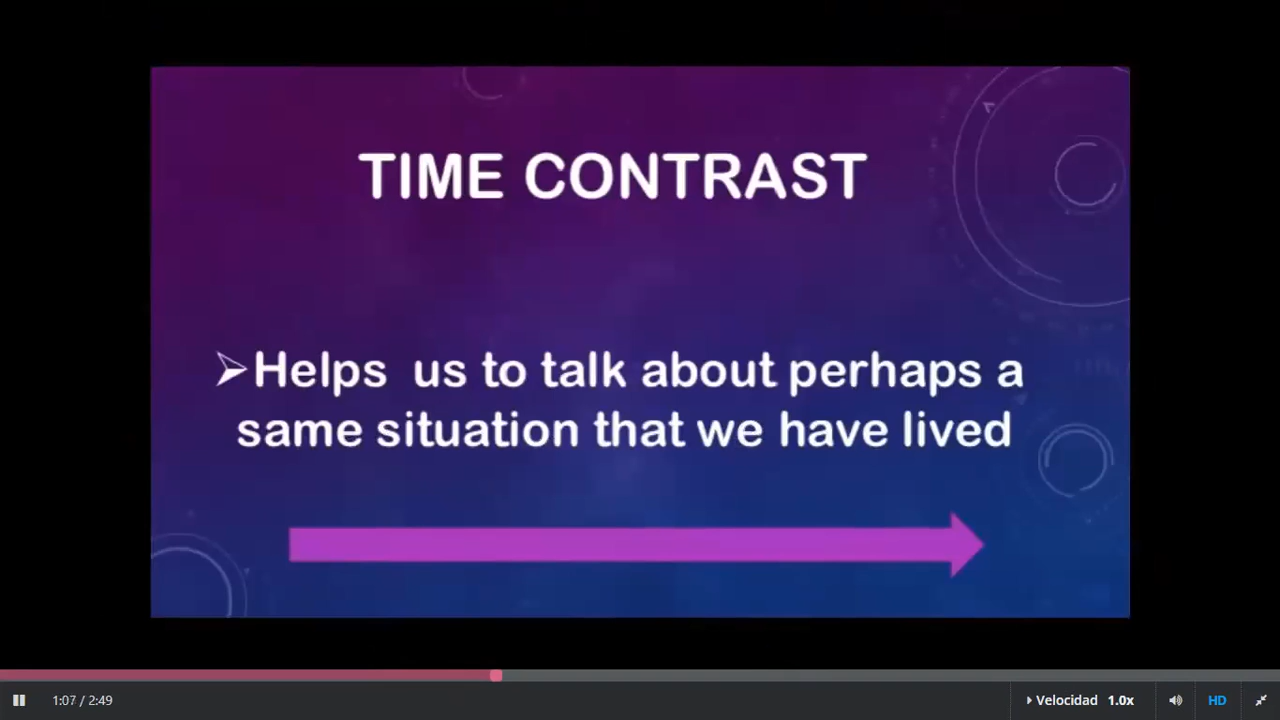 TIME CONTRAST
Helps us to talk about perhaps a
same situation that we have lived
1:07 / 2:49
Velocidad 1.0x
HD